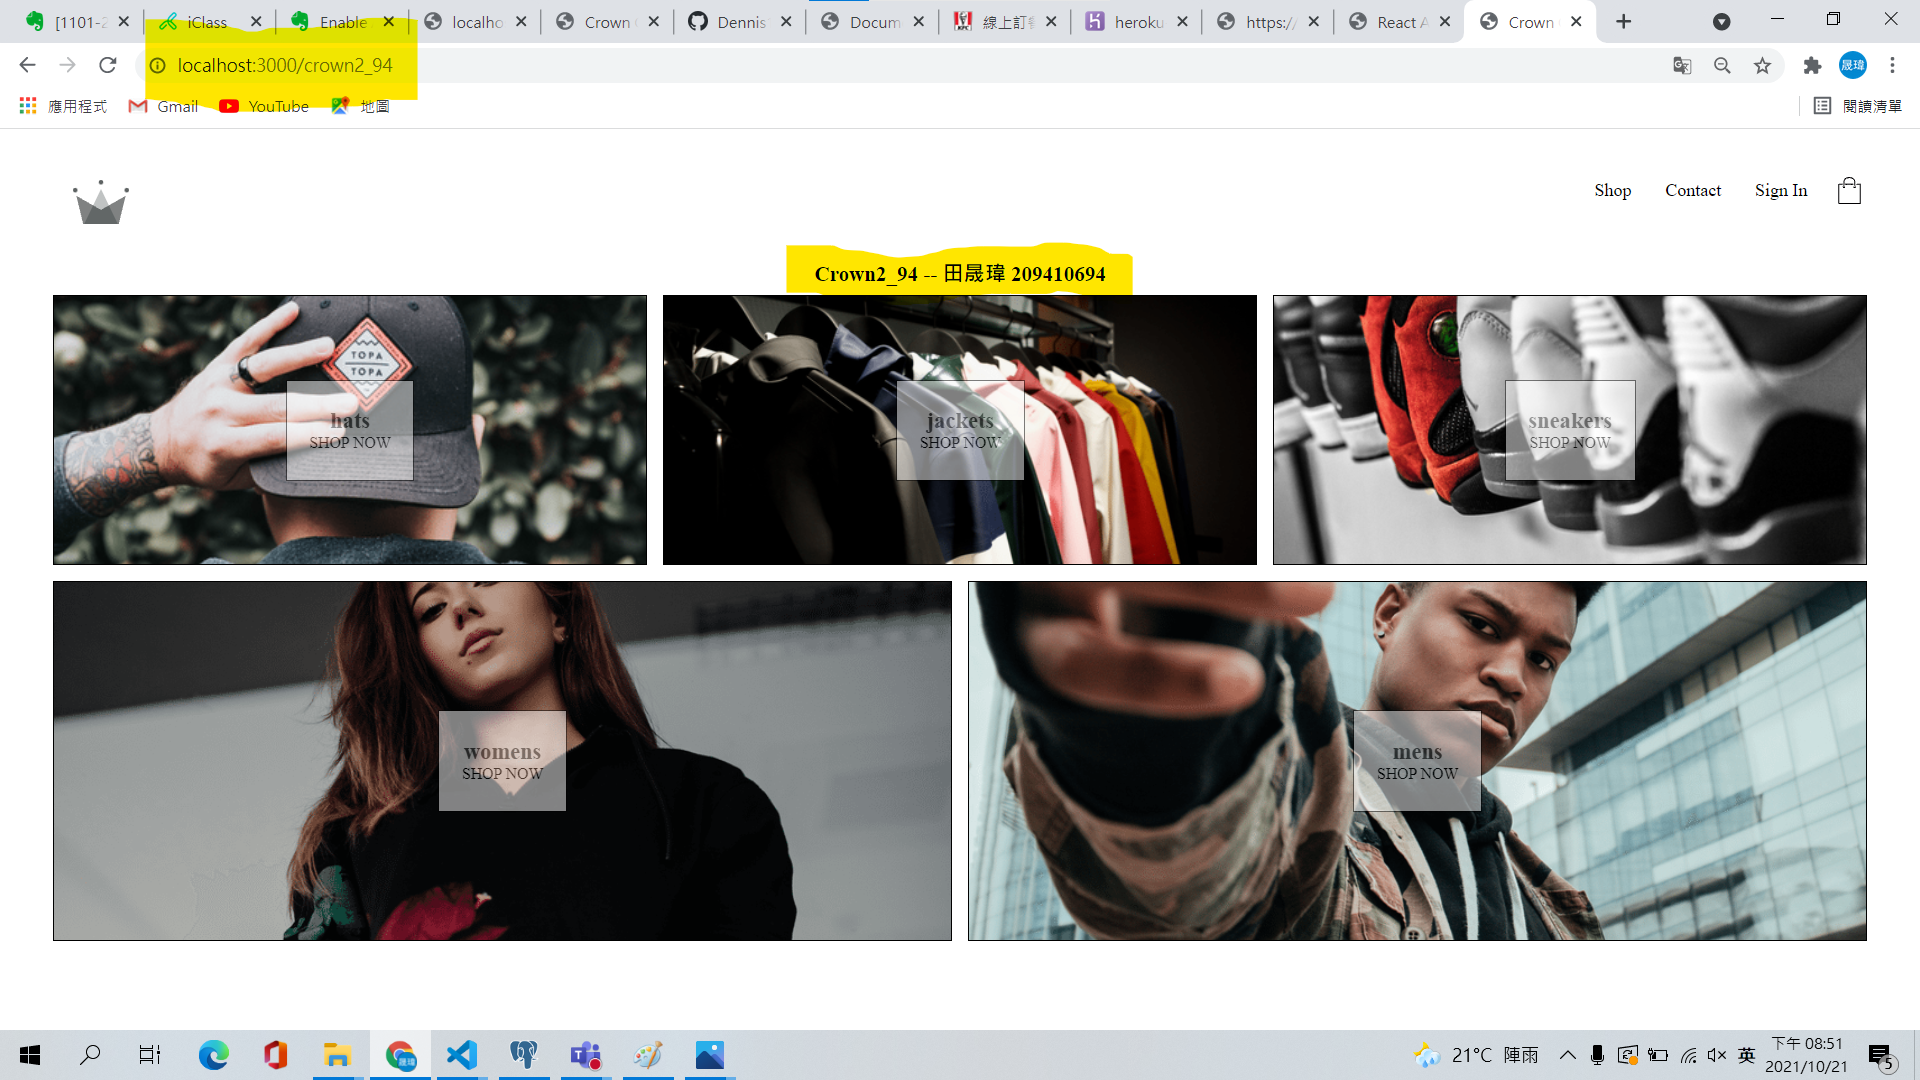 [1101-2
iClass
Enable
localho
Crown
Dennis
Docum
線上訂
heroku
https:/
React A
Crown
localhost:3000/crown2_94
晟瑋
應用程式
Gmail
YouTube
地圖
閱讀清單
Shop
Contact
Sign In
Crown2_94 -- 田晟瑋 209410694
TOPA
TOPA
hats
SHOP NOW
jackets
SHOP NOW
sneakers
SHOP NOW
womens
SHOP NOW
mens
SHOP NOW
21°C 陣雨
英
下午 08:51
2021/10/21
5